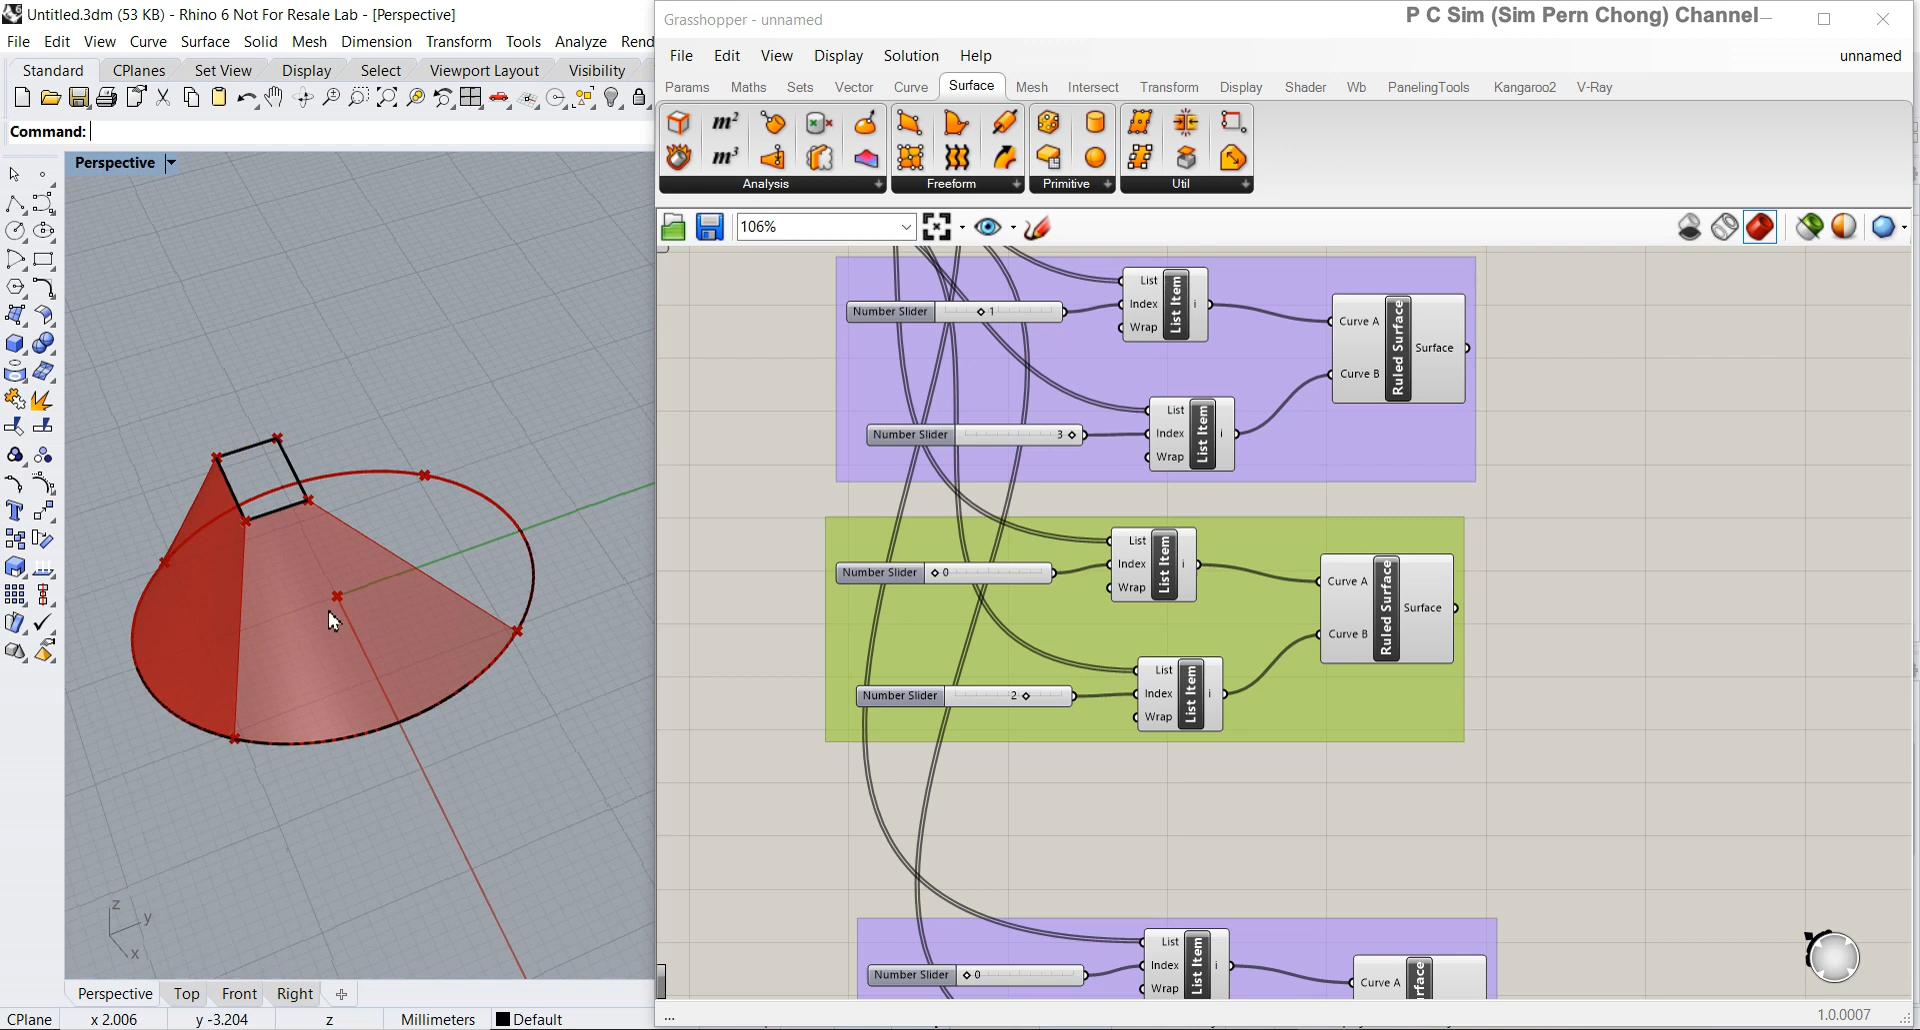 Untitled.3dm (53 KB) - Rhino 6 Not For Resale Lab - [Perspective]
File Edit View Curve Surface Solid Mesh Dimension Transform Tools Analyze Rend
Standard CPlanes Set View Display Select Viewport Layout Visibility
Command:
Perspective
z
y
x
Perspective Top Front Right
CPlane x 2.006 y -3.204 z Millimeters Default
Grasshopper - unnamed
P C Sim (Sim Pern Chong) Channel
File Edit View Display Solution Help
unnamed
Params Maths Sets Vector Curve Surface Mesh Intersect Transform Display Shader Wb PanelingTools Kangaroo2 V-Ray
m²
m³
Analysis Freeform Primitive Util
106%
Number Slider 1
List
Index
Wrap
List Item
i
Number Slider 3
List
Index
Wrap
List Item
i
Curve A
Curve B
Ruled Surface
Surface
Number Slider 0
List
Index
Wrap
List Item
i
Number Slider 2
List
Index
Wrap
List Item
i
Curve A
Curve B
Ruled Surface
Surface
Number Slider 0
List
Index
Wrap
List Item
i
Curve A
rface
...
1.0.0007